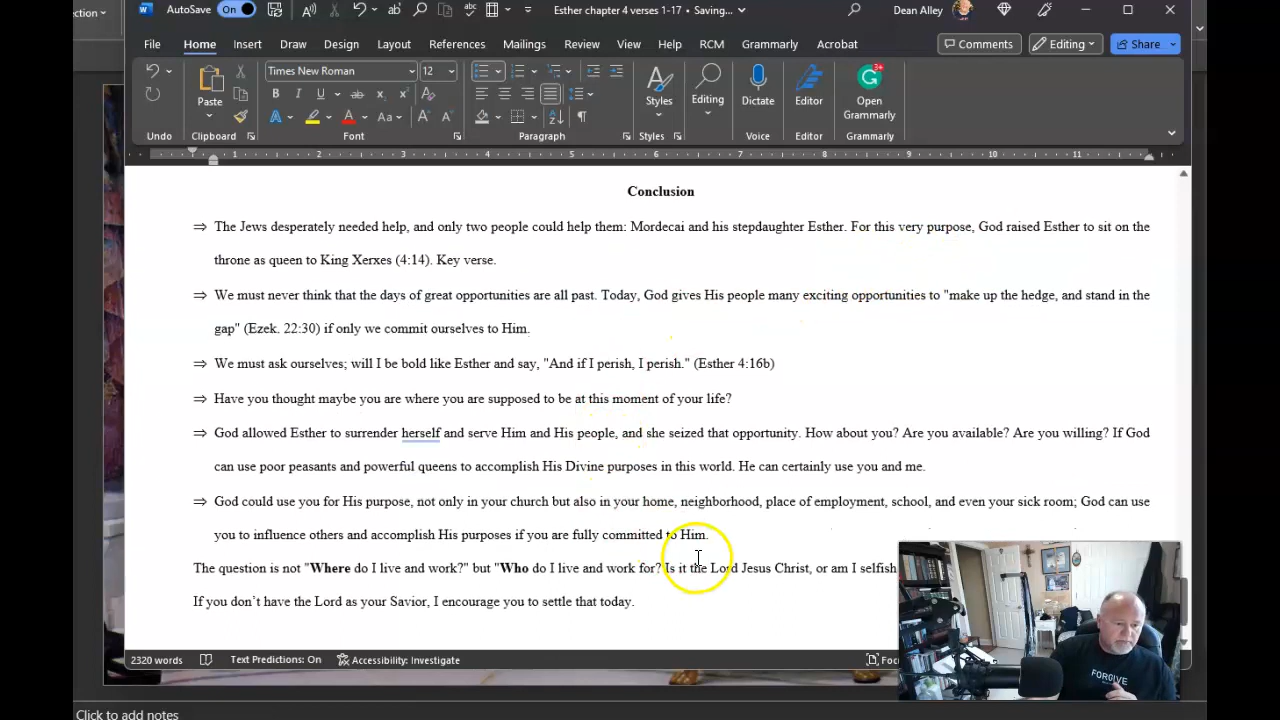 ection
AutoSave On Esther chapter 4 verses 1-17 • Saving... Dean Alley
File Home Insert Draw Design Layout References Mailings Review View Help RCM Grammarly Acrobat Comments Editing Share
Times New Roman 12
Paste Styles Editing Dictate Editor Open Grammarly
Undo Clipboard Font Paragraph Styles Voice Editor Grammarly
1 2 3 4 5 6 7 8 9 10 11
Conclusion
⇒ The Jews desperately needed help, and only two people could help them: Mordecai and his stepdaughter Esther. For this very purpose, God raised Esther to sit on the
throne as queen to King Xerxes (4:14). Key verse.
⇒ We must never think that the days of great opportunities are all past. Today, God gives His people many exciting opportunities to "make up the hedge, and stand in the
gap" (Ezek. 22:30) if only we commit ourselves to Him.
⇒ We must ask ourselves; will I be bold like Esther and say, "And if I perish, I perish." (Esther 4:16b)
⇒ Have you thought maybe you are where you are supposed to be at this moment of your life?
⇒ God allowed Esther to surrender herself and serve Him and His people, and she seized that opportunity. How about you? Are you available? Are you willing? If God
can use poor peasants and powerful queens to accomplish His Divine purposes in this world. He can certainly use you and me.
⇒ God could use you for His purpose, not only in your church but also in your home, neighborhood, place of employment, school, and even your sick room; God can use
you to influence others and accomplish His purposes if you are fully committed to Him.
The question is not "Where do I live and work?" but "Who do I live and work for? Is it the Lord Jesus Christ, or am I selfish
If you don't have the Lord as your Savior, I encourage you to settle that today.
2320 words Text Predictions: On Accessibility: Investigate Foc
FORGIVE
Click to add notes